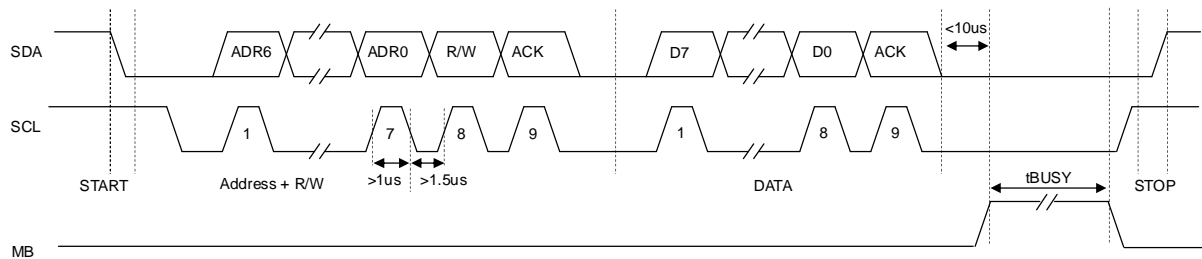 <10us
SDA ADR6 ADR0 R/W ACK D7 D0 ACK
SCL 1 7 8 9 1 8 9
>1us >1.5us
START Address + R/W DATA tBUSY STOP
MB